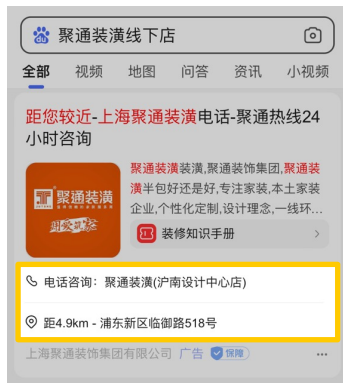 聚通装潢线下店
全部 视频 地图 问答 资讯 小视频
距您较近-上海聚通装潢电话-聚通热线24
小时咨询
聚通装潢
聚通装潢装潢,聚通装饰集团,聚通装
潢半包好还是好,专注家装,本土家装
企业,个性化定制,设计理念,一线环...
装修知识手册
电话咨询：聚通装潢(沪南设计中心店)
距4.9km - 浦东新区临御路518号
上海聚通装饰集团有限公司 广告 保障